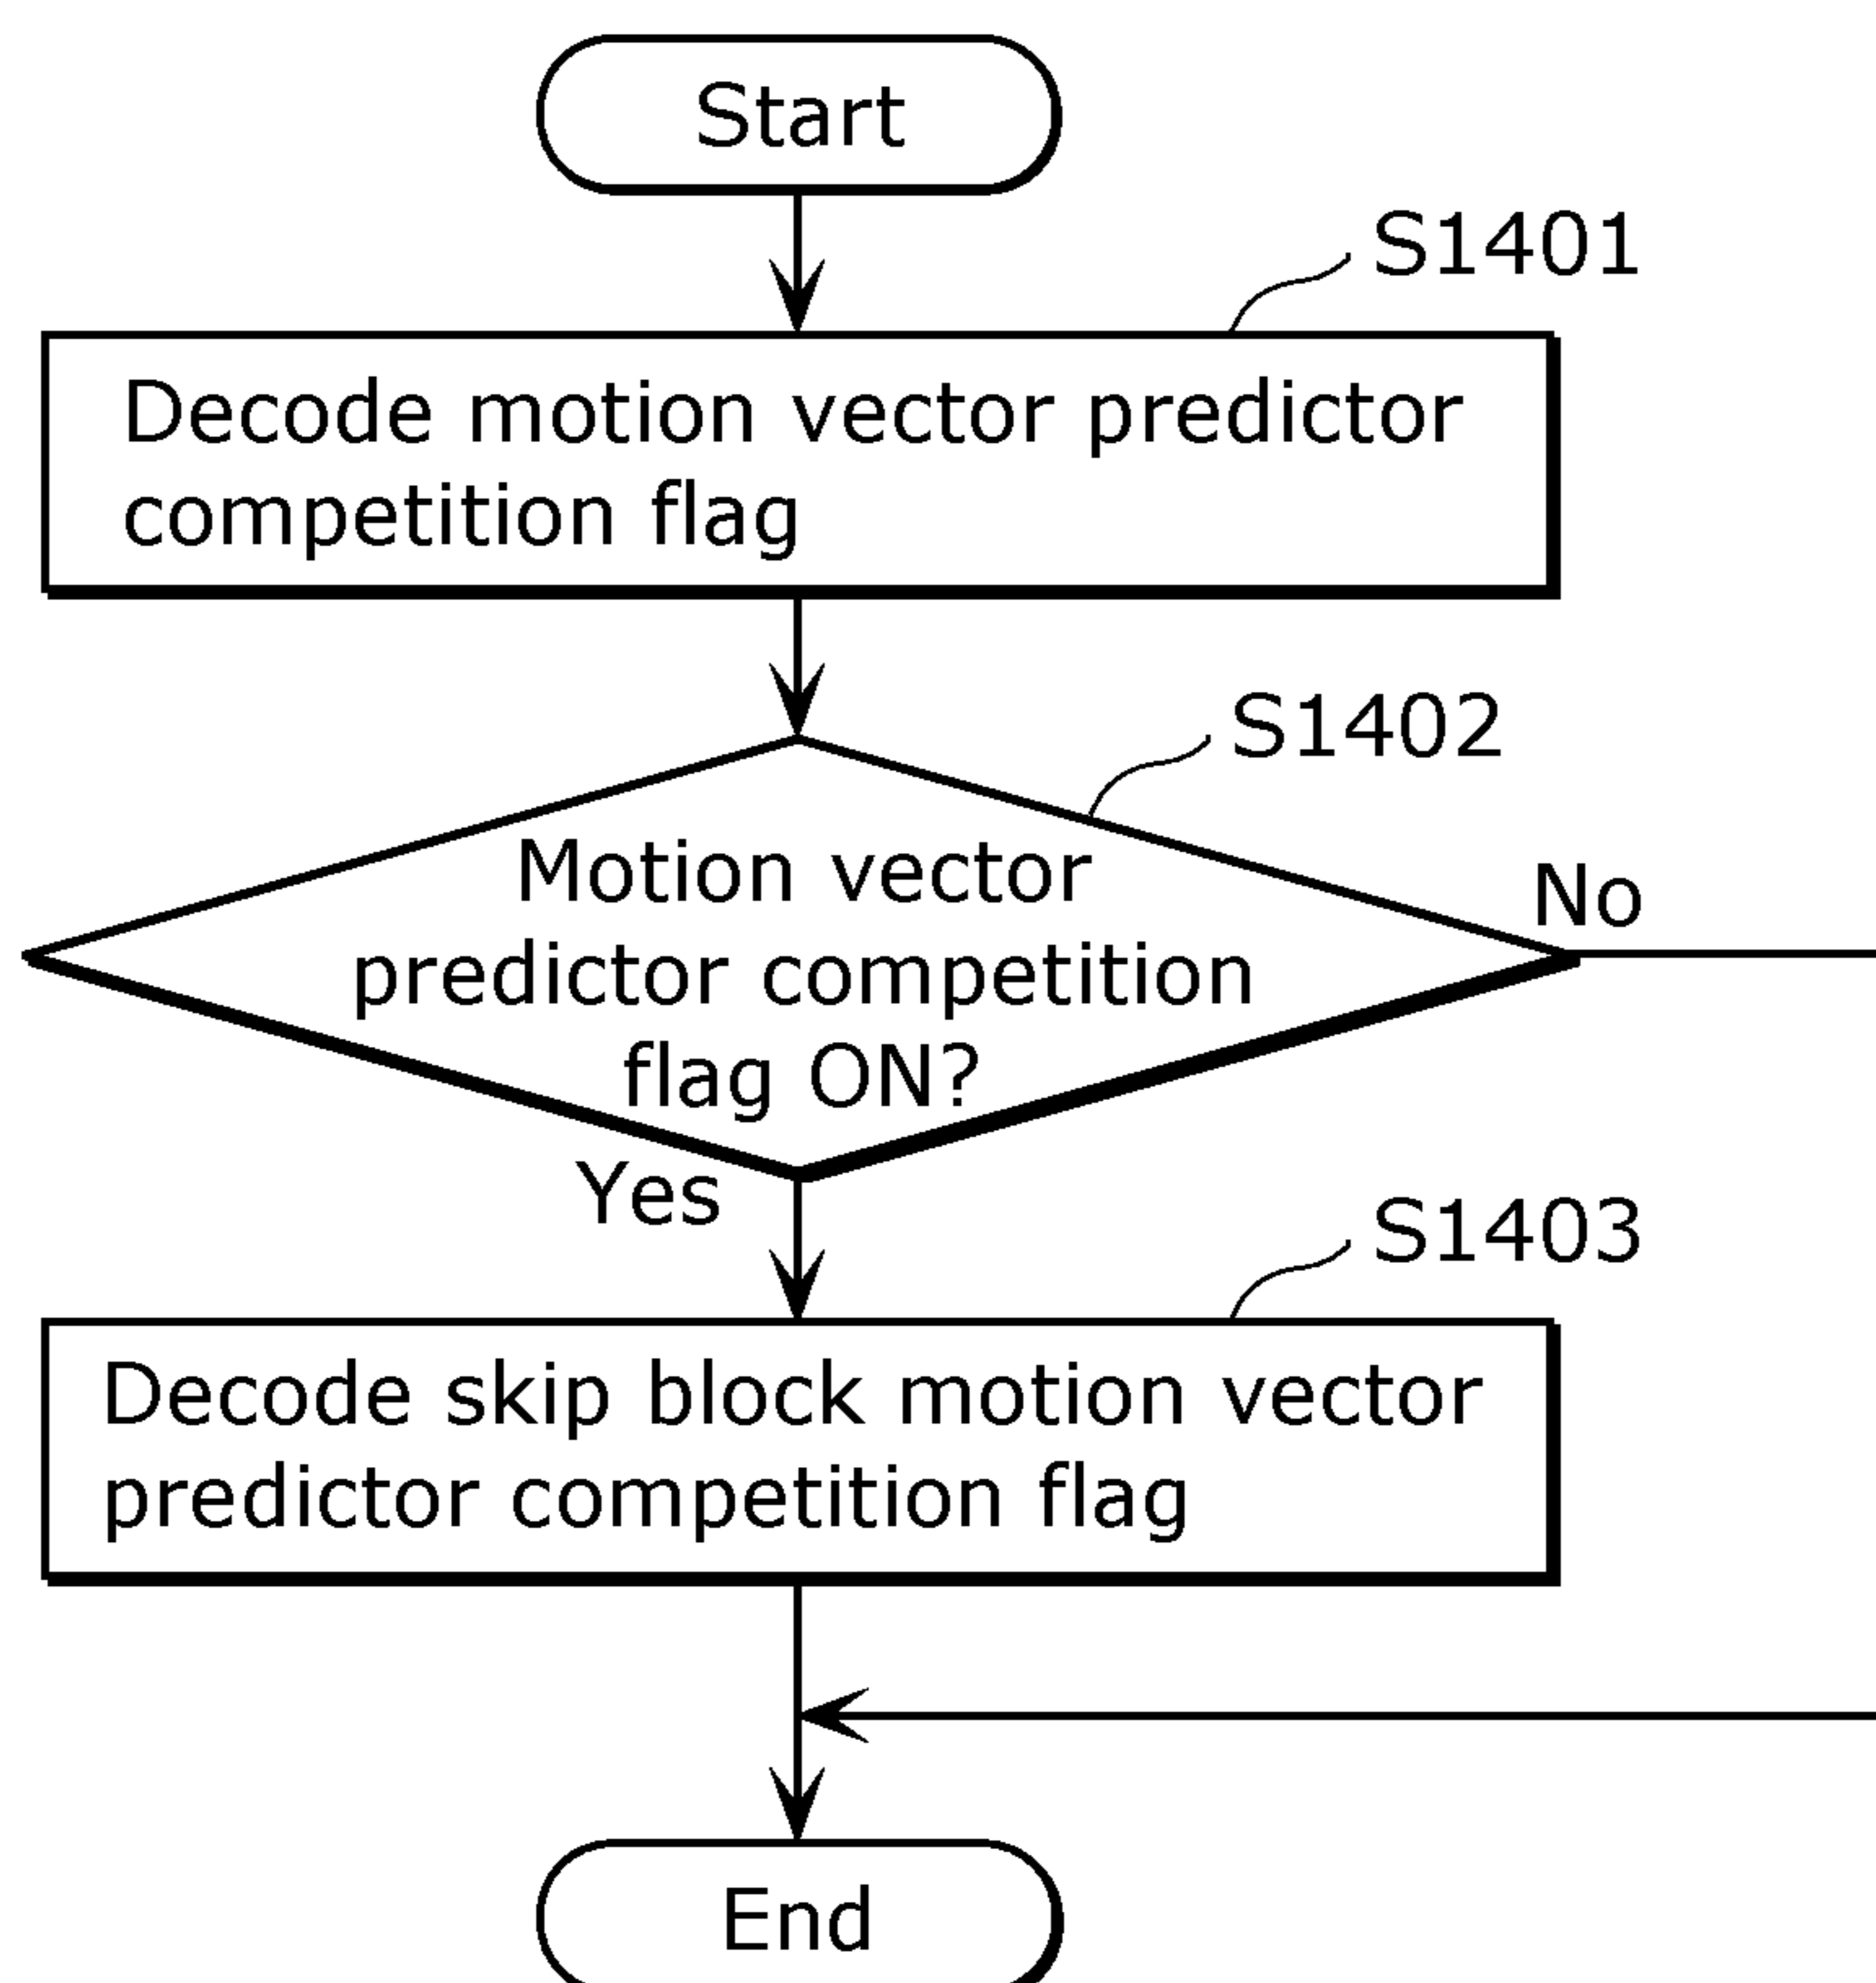 Start
S1401
Decode motion vector predictor
competition flag
S1402
Motion vector
predictor competition
flag ON?
No
Yes
S1403
Decode skip block motion vector
predictor competition flag
End